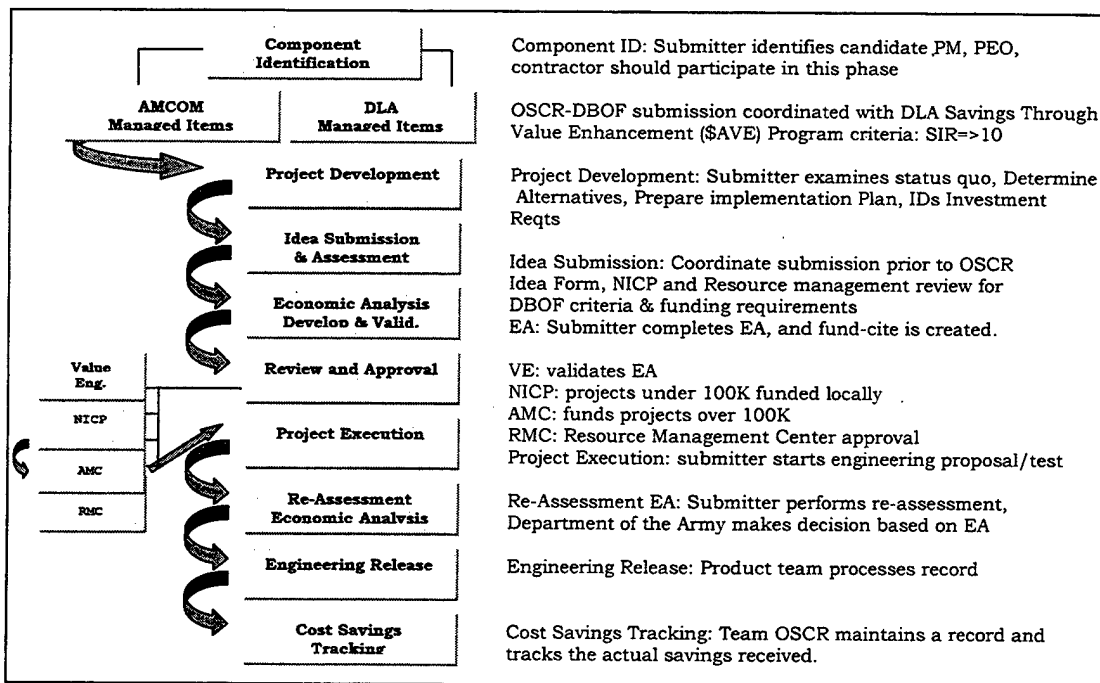 Component
Identification
AMCOM
Managed Items
DLA
Managed Items
Project Development
Idea Submission
& Assessment
Economic Analysis
Develop & Valid.
Review and Approval
Value
Eng.
NICP
AMC
RMC
Project Execution
Re-Assessment
Economic Analysis
Engineering Release
Cost Savings
Tracking
Component ID: Submitter identifies candidate PM, PEO,
contractor should participate in this phase
OSCR-DBOF submission coordinated with DLA Savings Through
Value Enhancement ($AVE) Program criteria: SIR=>10
Project Development: Submitter examines status quo, Determine
Alternatives, Prepare implementation Plan, IDs Investment
Reqts
Idea Submission: Coordinate submission prior to OSCR
Idea Form, NICP and Resource management review for
DBOF criteria & funding requirements
EA: Submitter completes EA, and fund-cite is created.
VE: validates EA
NICP: projects under 100K funded locally
AMC: funds projects over 100K
RMC: Resource Management Center approval
Project Execution: submitter starts engineering proposal/test
Re-Assessment EA: Submitter performs re-assessment,
Department of the Army makes decision based on EA
Engineering Release: Product team processes record
Cost Savings Tracking: Team OSCR maintains a record and
tracks the actual savings received.